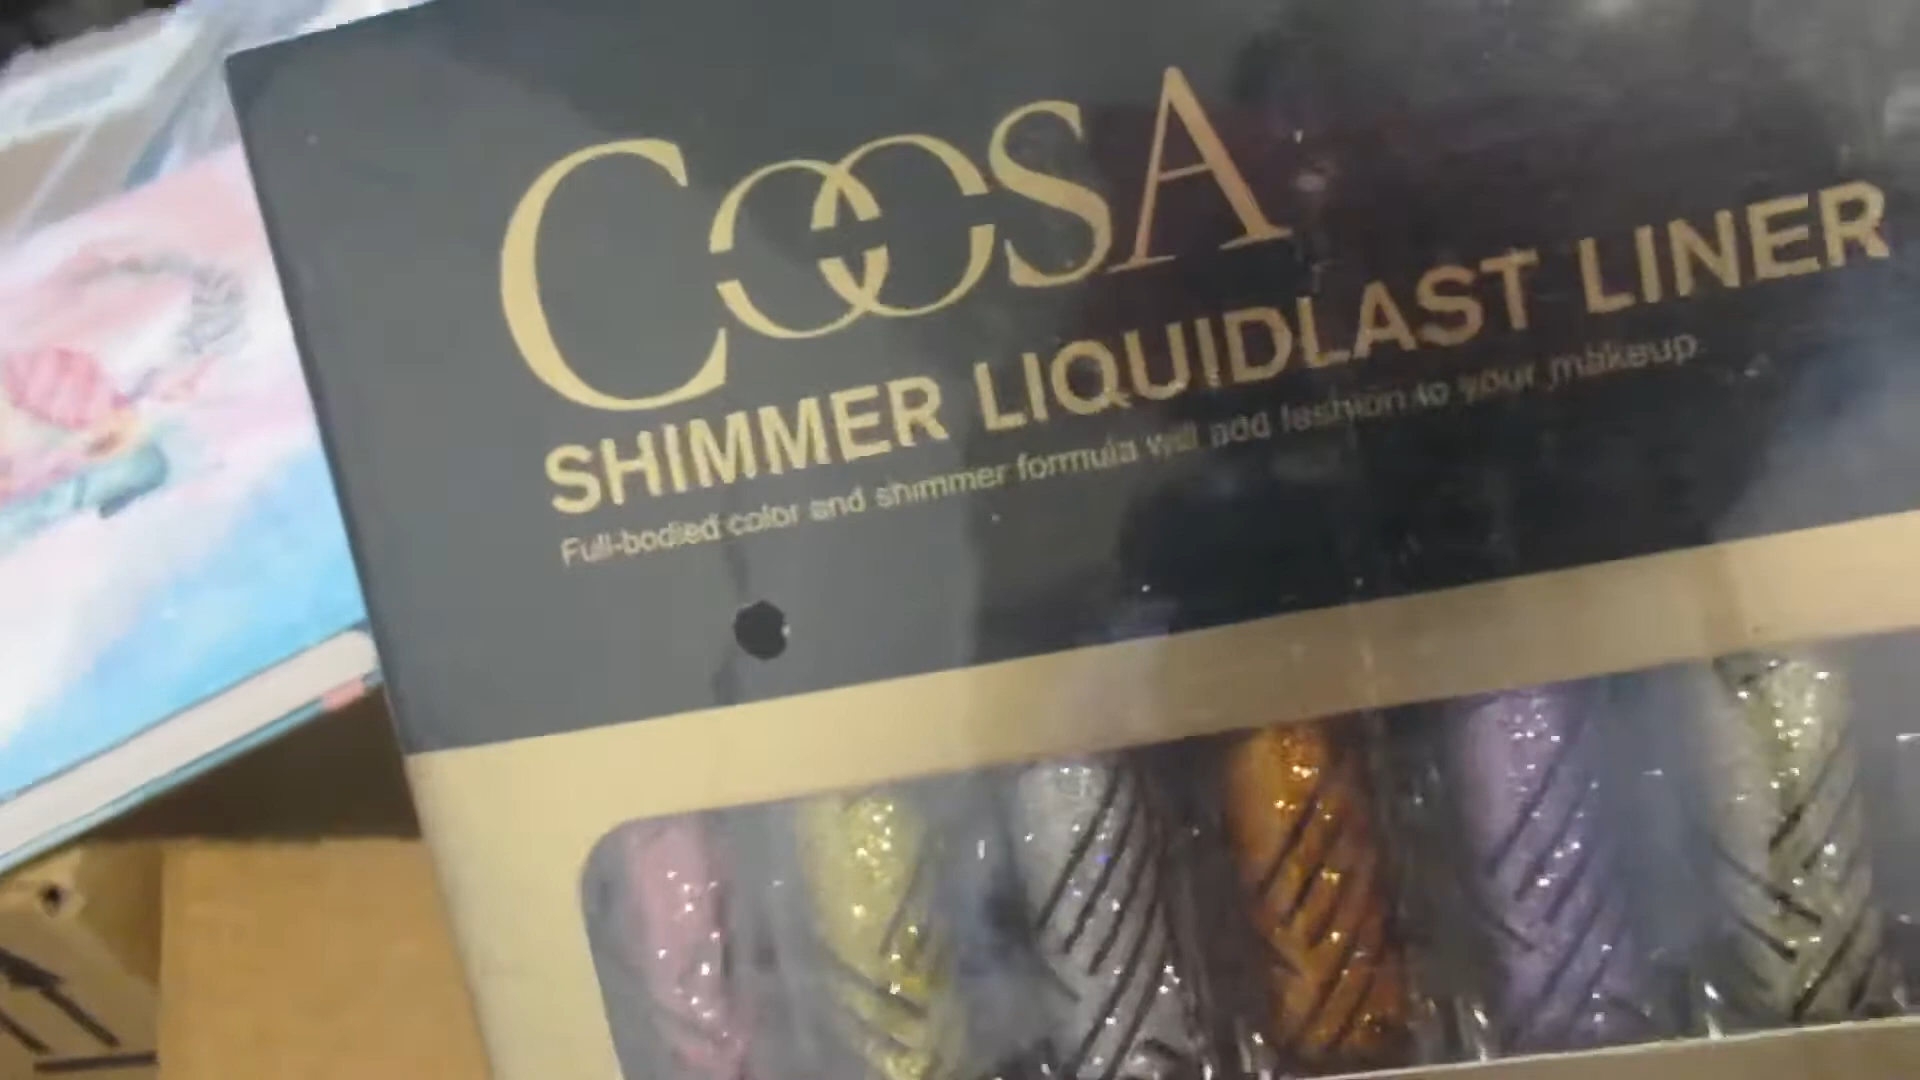 COOSA
SHIMMER LIQUIDLAST LINER
Full-bodied color and shimmer formula will add fashion to your makeup